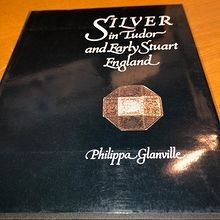 SILVER
in Tudor
and Early Stuart
England
Philippa Glanville